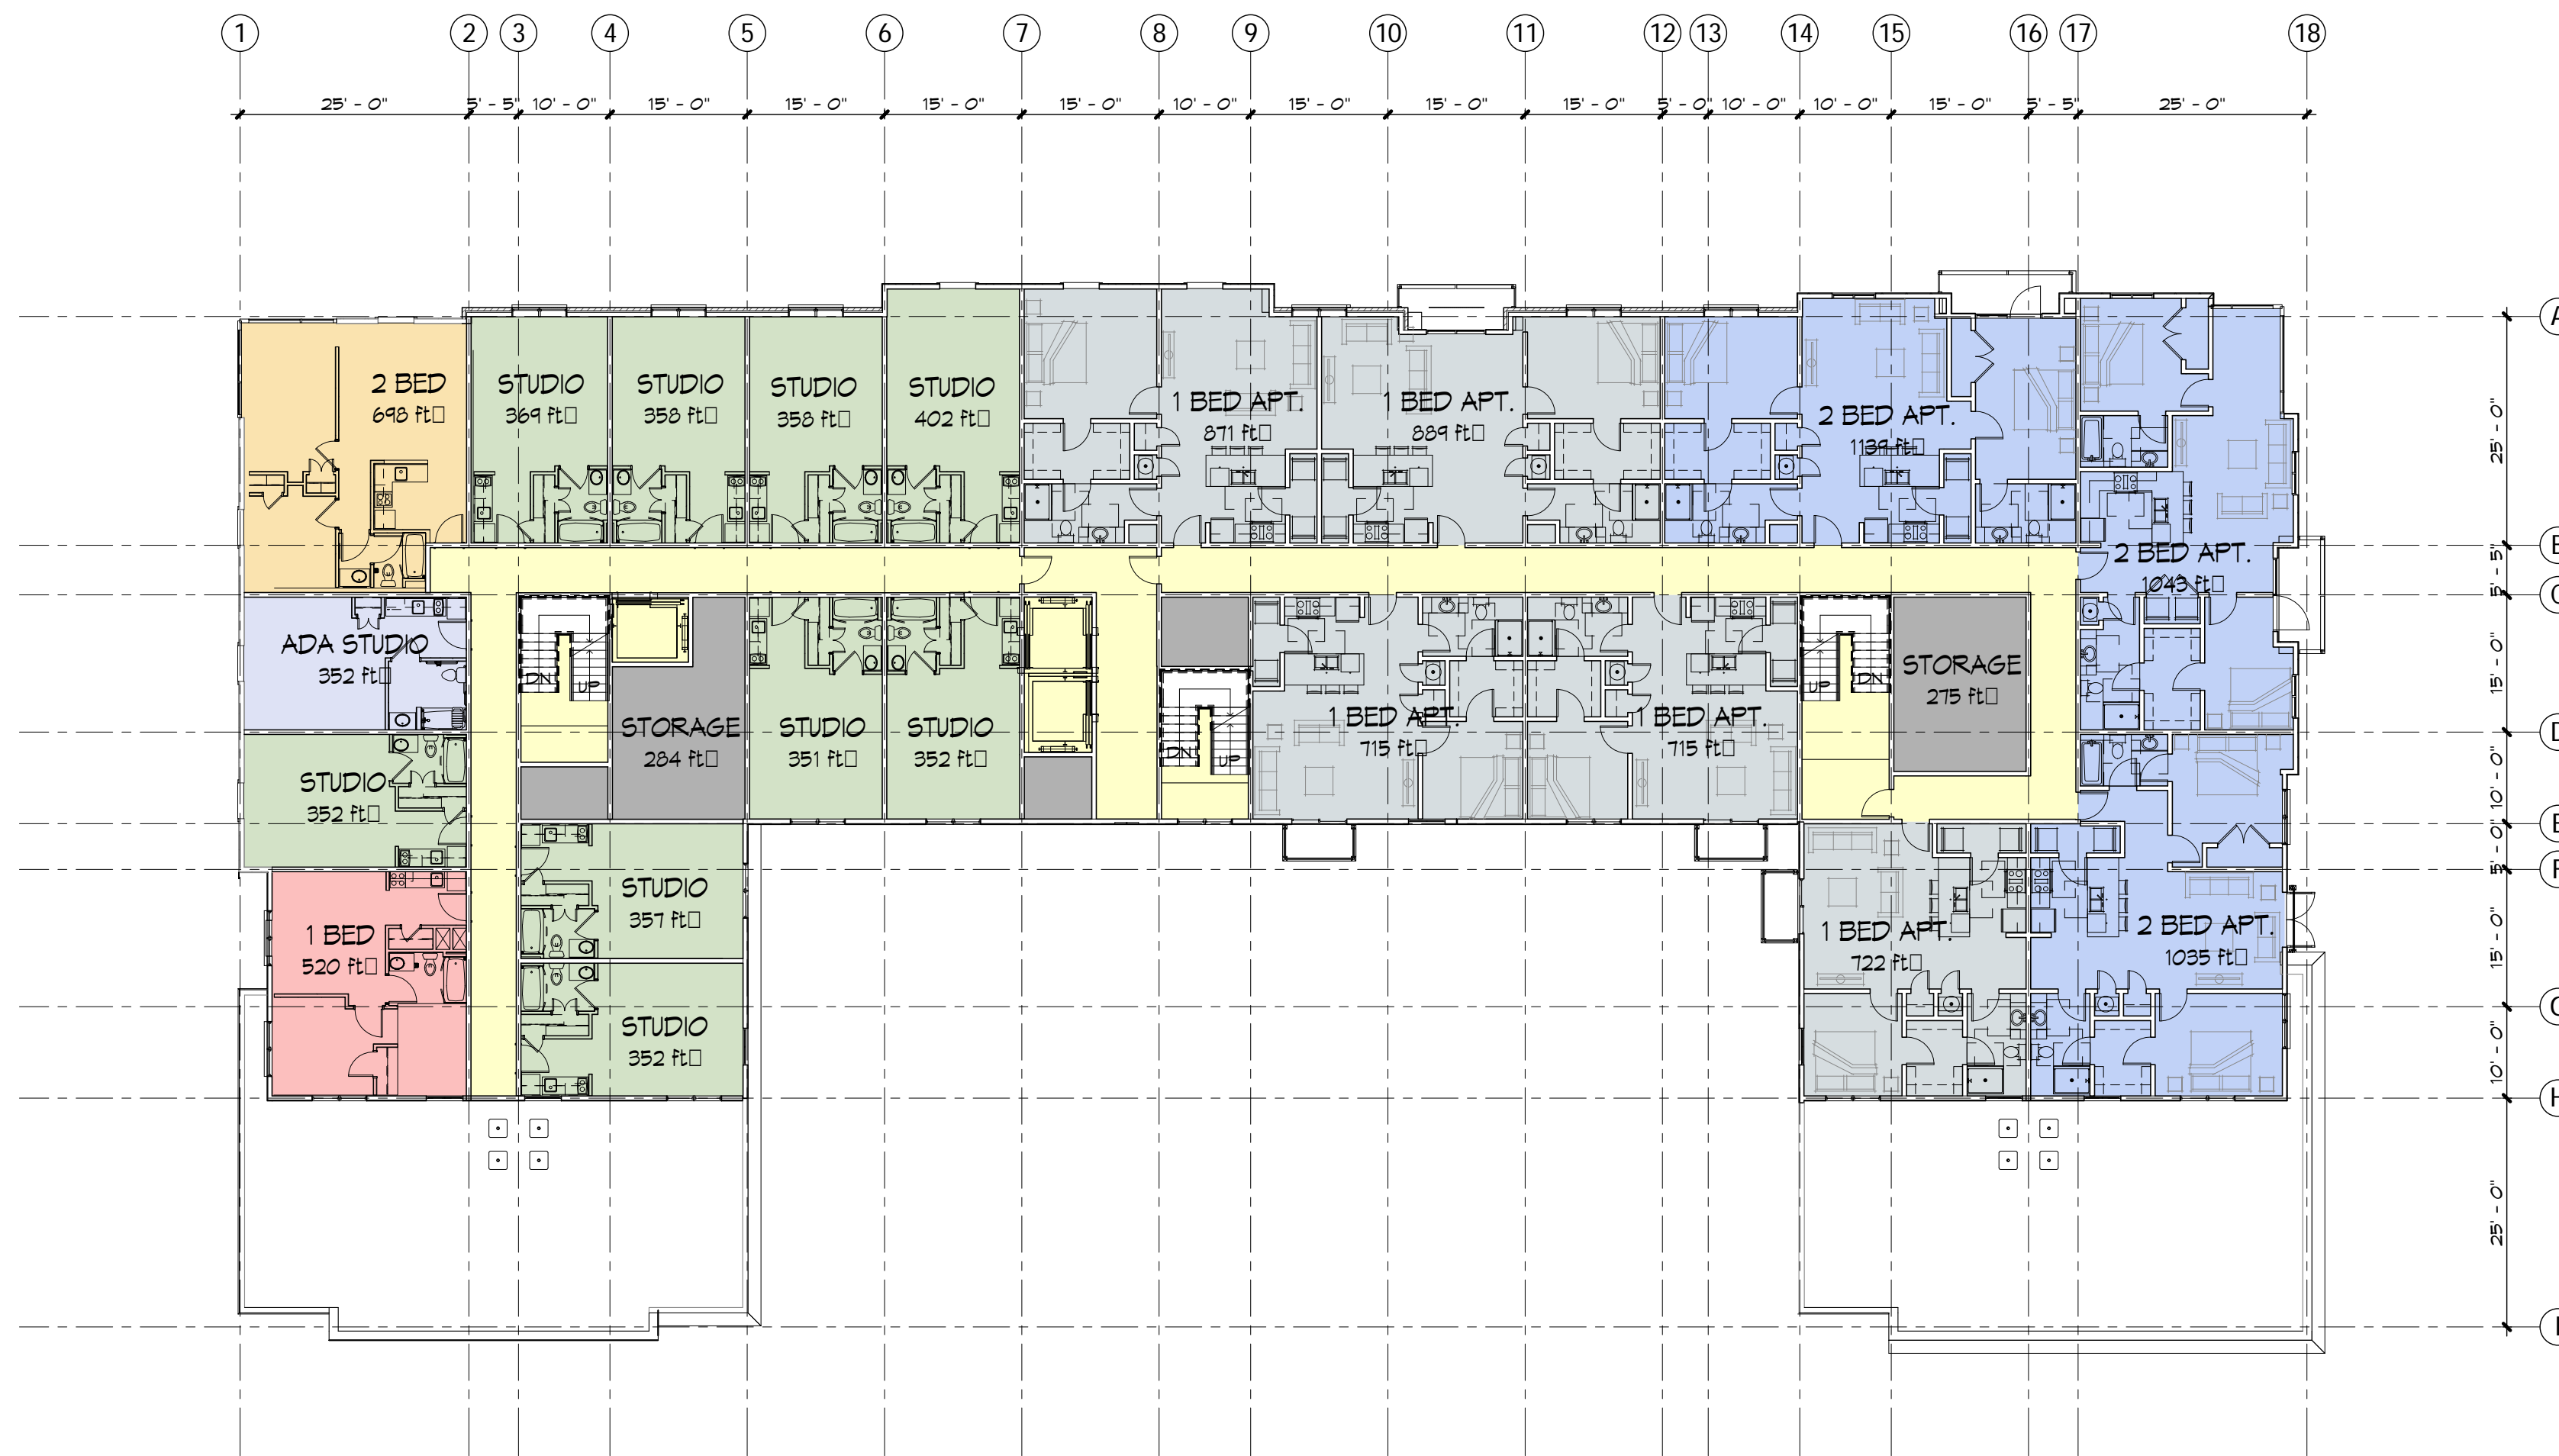 1 2 3 4 5 6 7 8 9 10 11 12 13 14 15 16 17 18
25' - 0" 5' - 5" 10' - 0" 15' - 0" 15' - 0" 15' - 0" 15' - 0" 10' - 0" 15' - 0" 15' - 0" 15' - 0" 5' - 0" 10' - 0" 10' - 0" 15' - 0" 5' - 5" 25' - 0"
A
2 BED
698 ft□
STUDIO
369 ft□
STUDIO
358 ft□
STUDIO
358 ft□
STUDIO
402 ft□
1 BED APT.
871 ft□
1 BED APT.
889 ft□
2 BED APT.
1139 ft□
25' - 0"
2 BED APT.
1043 ft□
5' - 5"
ADA STUDIO
352 ft□
DN
UP
STORAGE
284 ft□
STUDIO
351 ft□
STUDIO
352 ft□
DN
UP
1 BED APT.
715 ft□
1 BED APT.
715 ft□
UP
DN
STORAGE
275 ft□
15' - 0"
D
STUDIO
352 ft□
10' - 0"
5' - 0"
F
1 BED
520 ft□
STUDIO
357 ft□
1 BED APT.
722 ft□
2 BED APT.
1035 ft□
15' - 0"
STUDIO
352 ft□
10' - 0"
H
25' - 0"